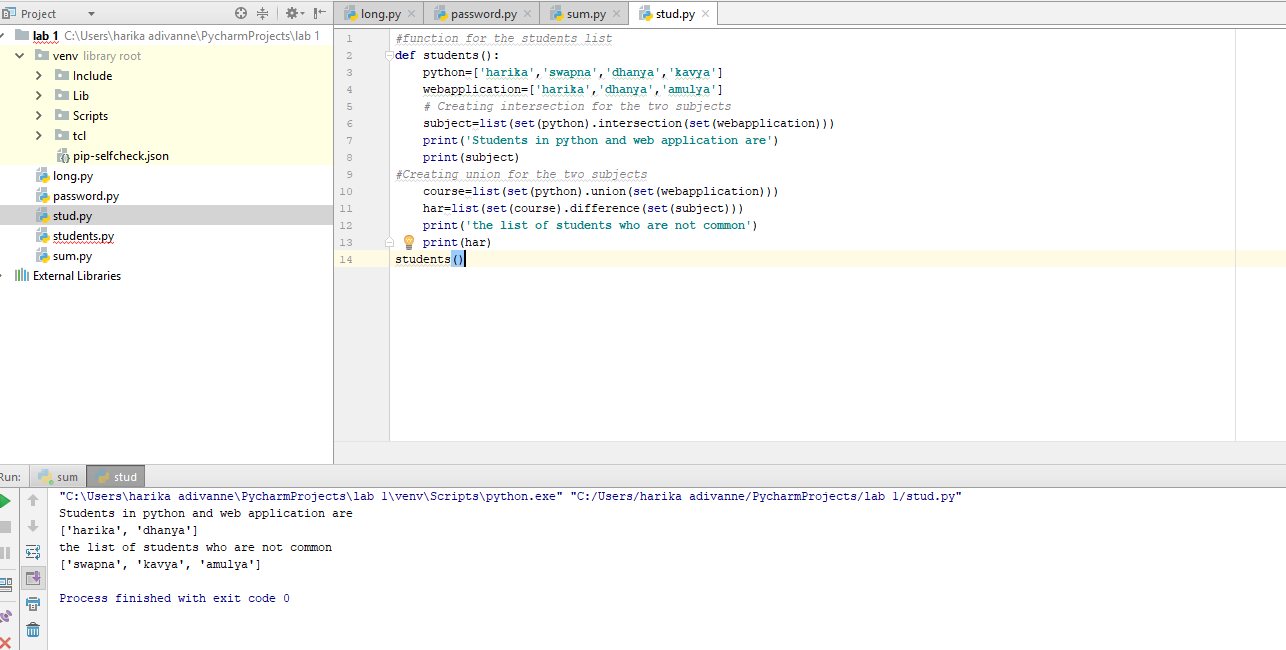 Project
long.py
password.py
sum.py
stud.py
lab 1 C:\Users\harika adivanne\PycharmProjects\lab 1
venv library root
Include
Lib
Scripts
tcl
pip-selfcheck.json
long.py
password.py
stud.py
students.py
sum.py
External Libraries
1 #function for the students list
2 def students():
3     python=['harika','swapna','dhanya','kavya']
4     webapplication=['harika','dhanya','amulya']
5     # Creating intersection for the two subjects
6     subject=list(set(python).intersection(set(webapplication)))
7     print('Students in python and web application are')
8     print(subject)
9 #Creating union for the two subjects
10     course=list(set(python).union(set(webapplication)))
11     har=list(set(course).difference(set(subject)))
12     print('the list of students who are not common')
13     print(har)
14 students()
Run: sum stud
"C:\Users\harika adivanne\PycharmProjects\lab 1\venv\Scripts\python.exe" "C:/Users/harika adivanne/PycharmProjects/lab 1/stud.py"
Students in python and web application are
['harika', 'dhanya']
the list of students who are not common
['swapna', 'kavya', 'amulya']
Process finished with exit code 0